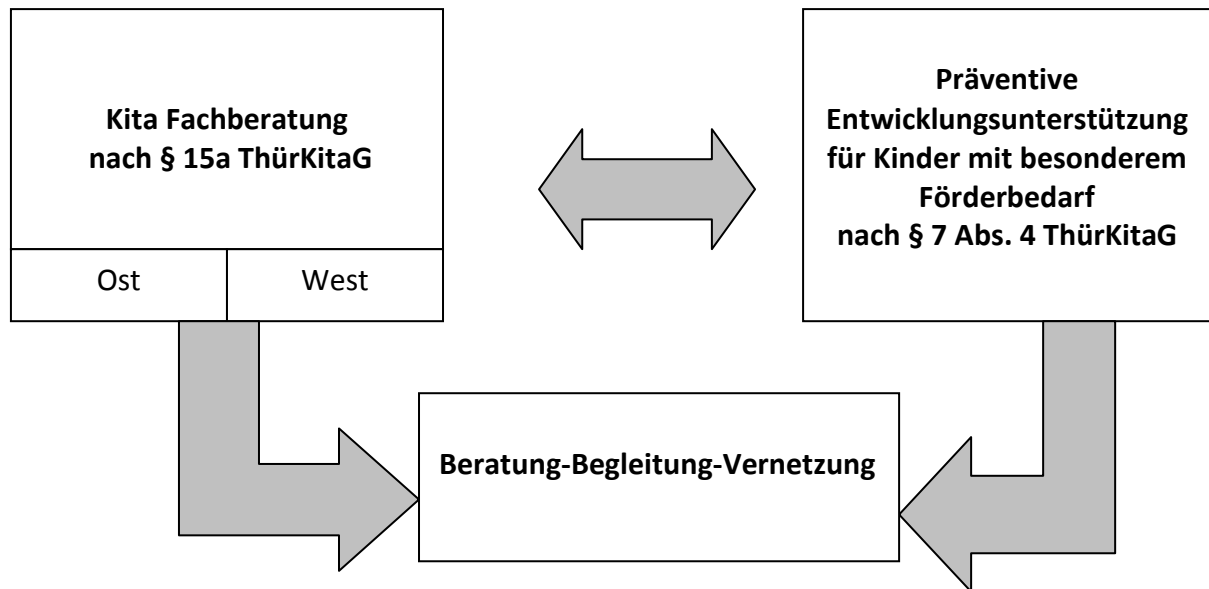 Kita Fachberatung
nach § 15a ThürKitaG
Ost
West
Präventive
Entwicklungsunterstützung
für Kinder mit besonderem
Förderbedarf
nach § 7 Abs. 4 ThürKitaG
Beratung-Begleitung-Vernetzung